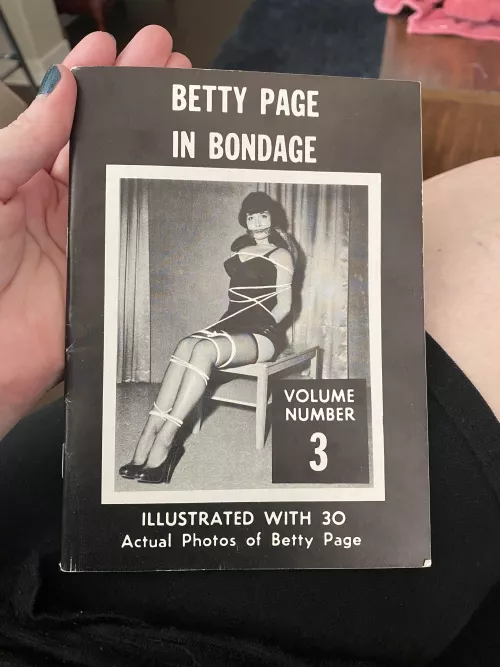 BETTY PAGE
IN BONDAGE
VOLUME
NUMBER
3
ILLUSTRATED WITH 30
Actual Photos of Betty Page